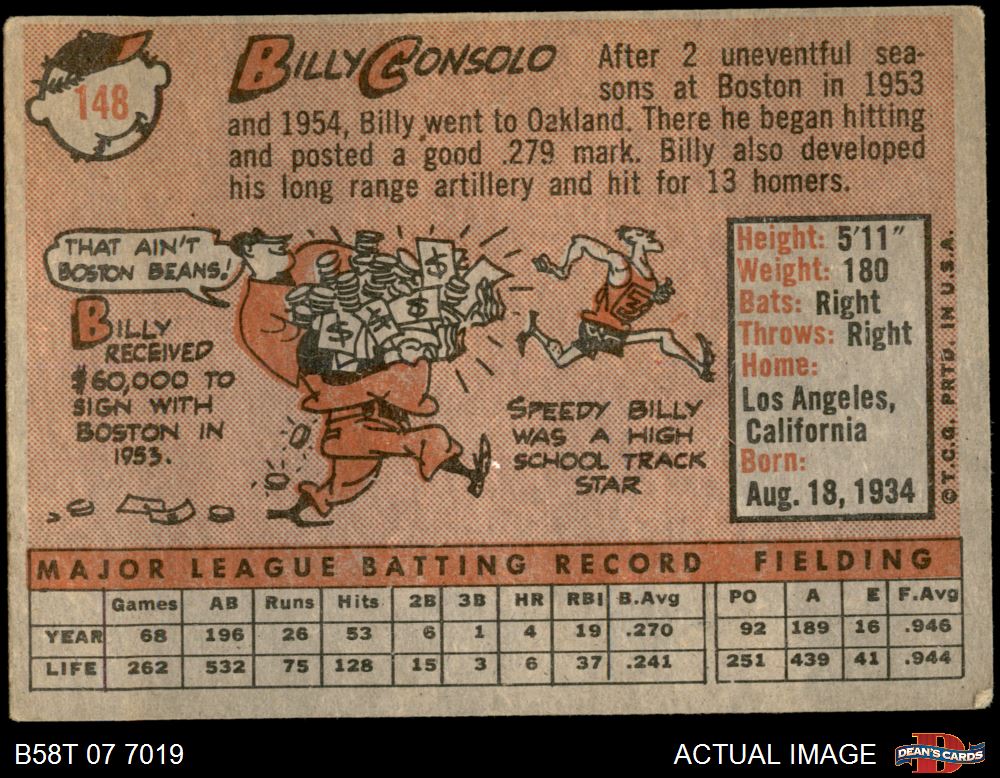 148
BILLY CONSOLO
After 2 uneventful sea-
sons at Boston in 1953
and 1954, Billy went to Oakland. There he began hitting
and posted a good .279 mark. Billy also developed
his long range artillery and hit for 13 homers.
THAT AIN'T
BOSTON BEANS!
BILLY
RECEIVED
$60,000 TO
SIGN WITH
BOSTON IN
1953.
$ $ $ $
SPEEDY BILLY
WAS A HIGH
SCHOOL TRACK
STAR
Height: 5'11"
Weight: 180
Bats: Right
Throws: Right
Home:
Los Angeles,
California
Born:
Aug. 18, 1934
© T.C.G. PRTD. IN U.S.A.
MAJOR LEAGUE BATTING RECORD FIELDING
Games AB Runs Hits 2B 3B HR RBI B.Avg PO A E F.Avg
YEAR 68 196 26 53 6 1 4 19 .270 92 189 16 .946
LIFE 262 532 75 128 15 3 6 37 .241 251 439 41 .944
B58T 07 7019 ACTUAL IMAGE D DEAN'S CARDS